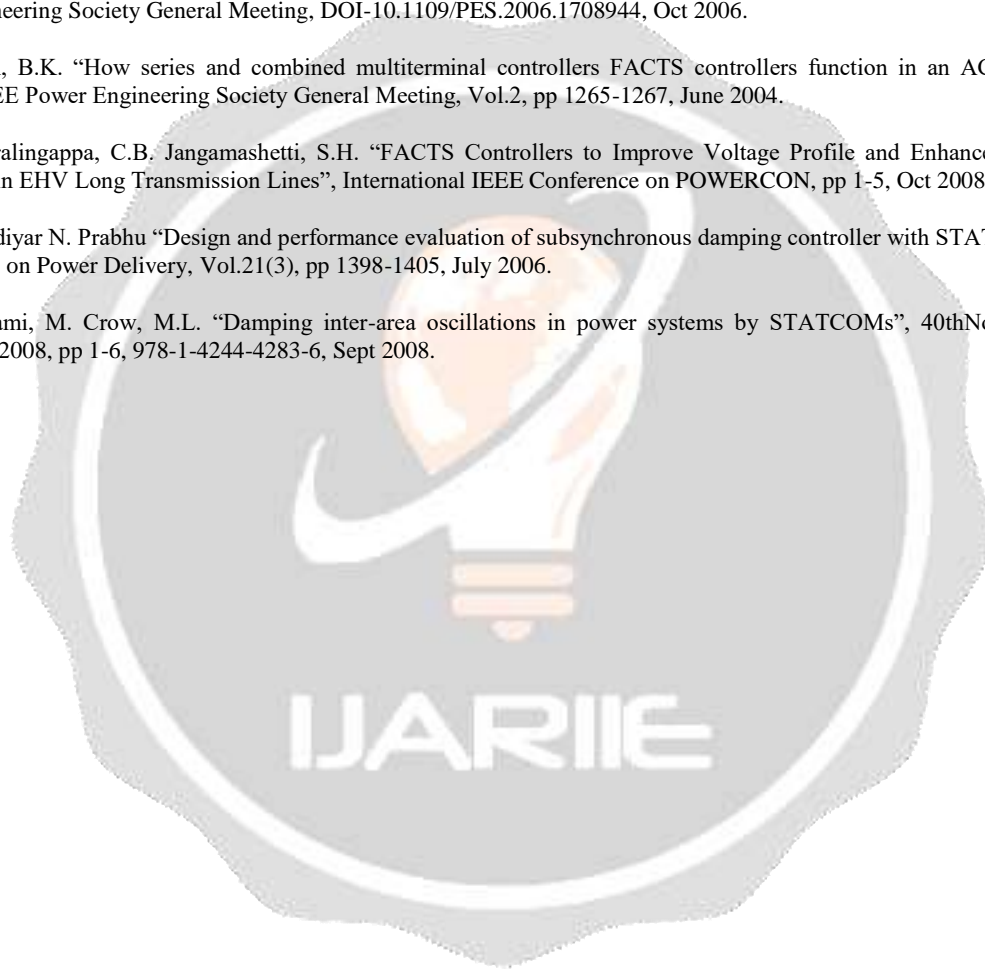 neering Society General Meeting, DOI-10.1109/PES.2006.1708944, Oct 2006.
, B.K. “How series and combined multiterminal controllers FACTS controllers function in an AC
EE Power Engineering Society General Meeting, Vol.2, pp 1265-1267, June 2004.
ralingappa, C.B. Jangamashetti, S.H. “FACTS Controllers to Improve Voltage Profile and Enhance
in EHV Long Transmission Lines”, International IEEE Conference on POWERCON, pp 1-5, Oct 2008
diyar N. Prabhu “Design and performance evaluation of subsynchronous damping controller with STAT
on Power Delivery, Vol.21(3), pp 1398-1405, July 2006.
ami, M. Crow, M.L. “Damping inter-area oscillations in power systems by STATCOMs”, 40thNo
2008, pp 1-6, 978-1-4244-4283-6, Sept 2008.
IJARIIE